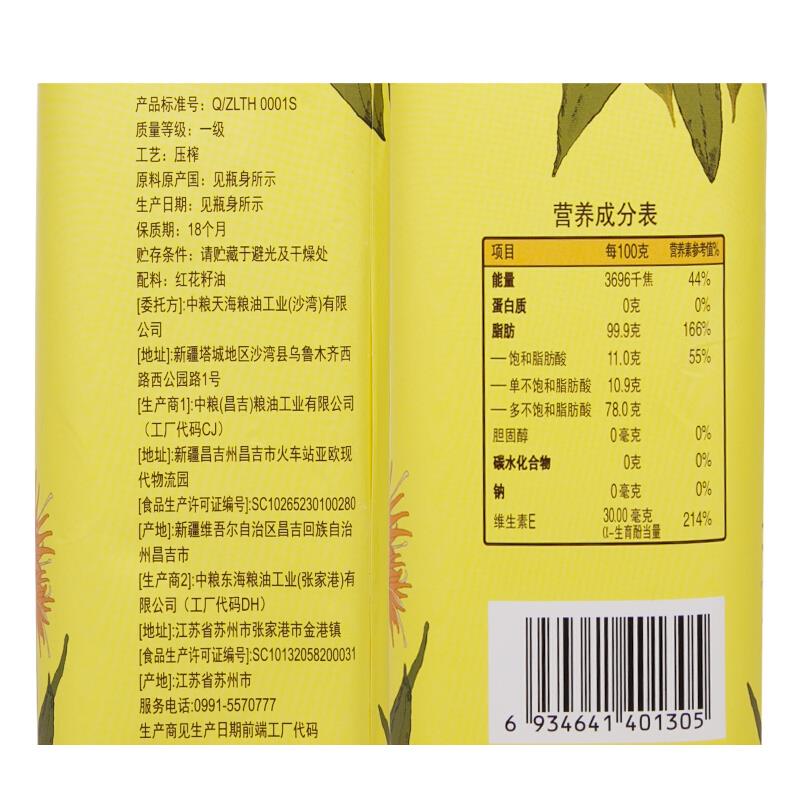 产品标准号：Q/ZLTH 0001S
质量等级：一级
工艺：压榨
原料原产国：见瓶身所示
生产日期：见瓶身所示
保质期：18个月
贮存条件：请贮藏于避光及干燥处
配料：红花籽油
[委托方]:中粮天海粮油工业(沙湾)有限
公司
[地址]:新疆塔城地区沙湾县乌鲁木齐西
路西公园路1号
[生产商1]:中粮(昌吉)粮油工业有限公司
（工厂代码CJ）
[地址]:新疆昌吉州昌吉市火车站亚欧现
代物流园
[食品生产许可证编号]:SC10265230100280
[产地]:新疆维吾尔自治区昌吉回族自治
州昌吉市
[生产商2]:中粮东海粮油工业(张家港)有
限公司（工厂代码DH）
[地址]:江苏省苏州市张家港市金港镇
[食品生产许可证编号]:SC10132058200031
[产地]:江苏省苏州市
服务电话:0991-5570777
生产商见生产日期前端工厂代码
营养成分表
项目 每100克 营养素参考值%
能量 3696千焦 44%
蛋白质 0克 0%
脂肪 99.9克 166%
—饱和脂肪酸 11.0克 55%
—单不饱和脂肪酸 10.9克
—多不饱和脂肪酸 78.0克
胆固醇 0毫克 0%
碳水化合物 0克 0%
钠 0毫克 0%
维生素E 30.00 毫克 214%
α-生育酚当量
6 934641 401305